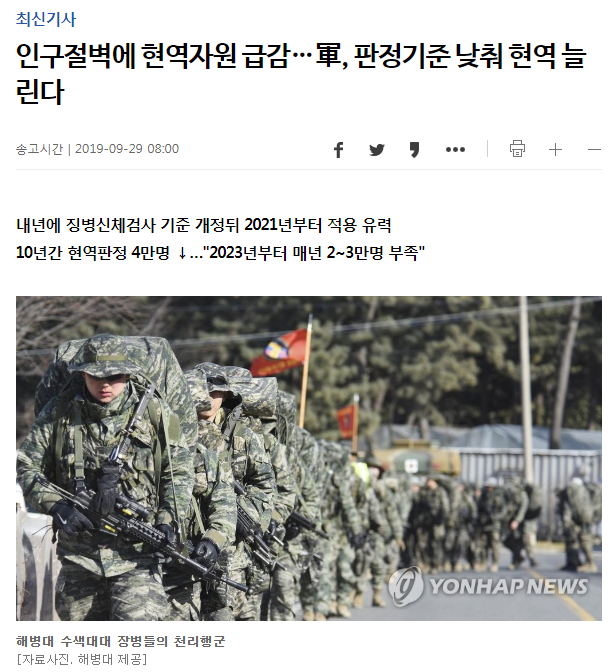 최신기사
인구절벽에 현역자원 급감…軍, 판정기준 낮춰 현역 늘
린다
송고시간 | 2019-09-29 08:00
내년에 징병신체검사 기준 개정뒤 2021년부터 적용 유력
10년간 현역판정 4만명 ↓…"2023년부터 매년 2~3만명 부족"
YONHAPNEWS
해병대 수색대대 장병들의 천리행군
[자료사진. 해병대 제공]